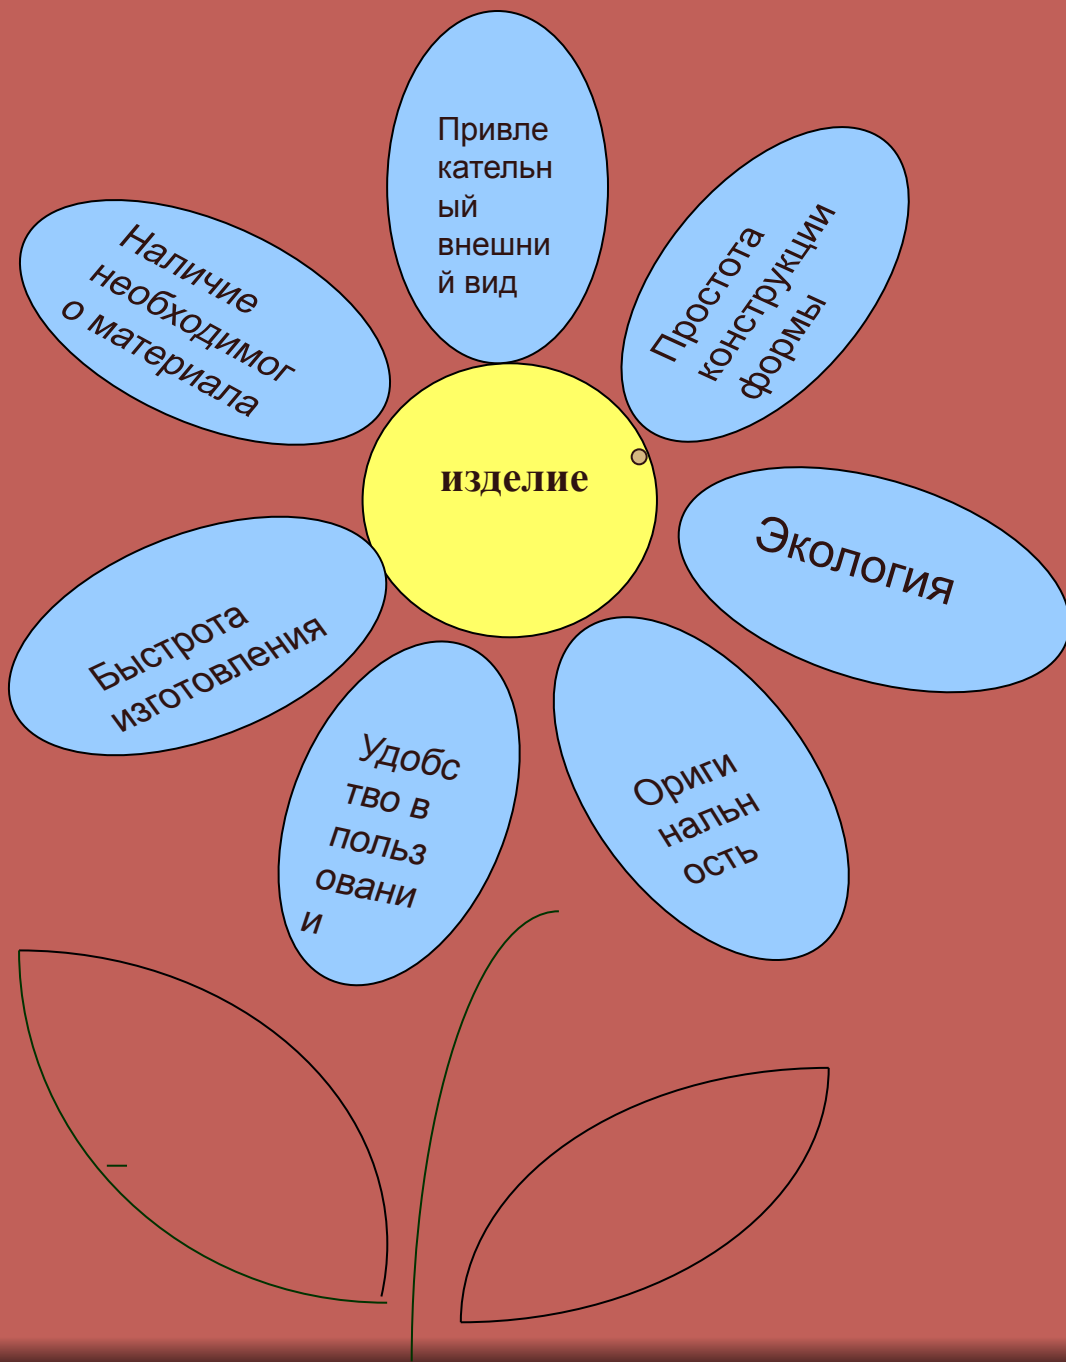 Привле
кательн
ый
внешни
й вид
Простота
конструкции
формы
Наличие
необходимог
о материала
изделие
Экология
Быстрота
изготовления
Удобс
тво в
польз
овани
и
Ориги
нальн
ость